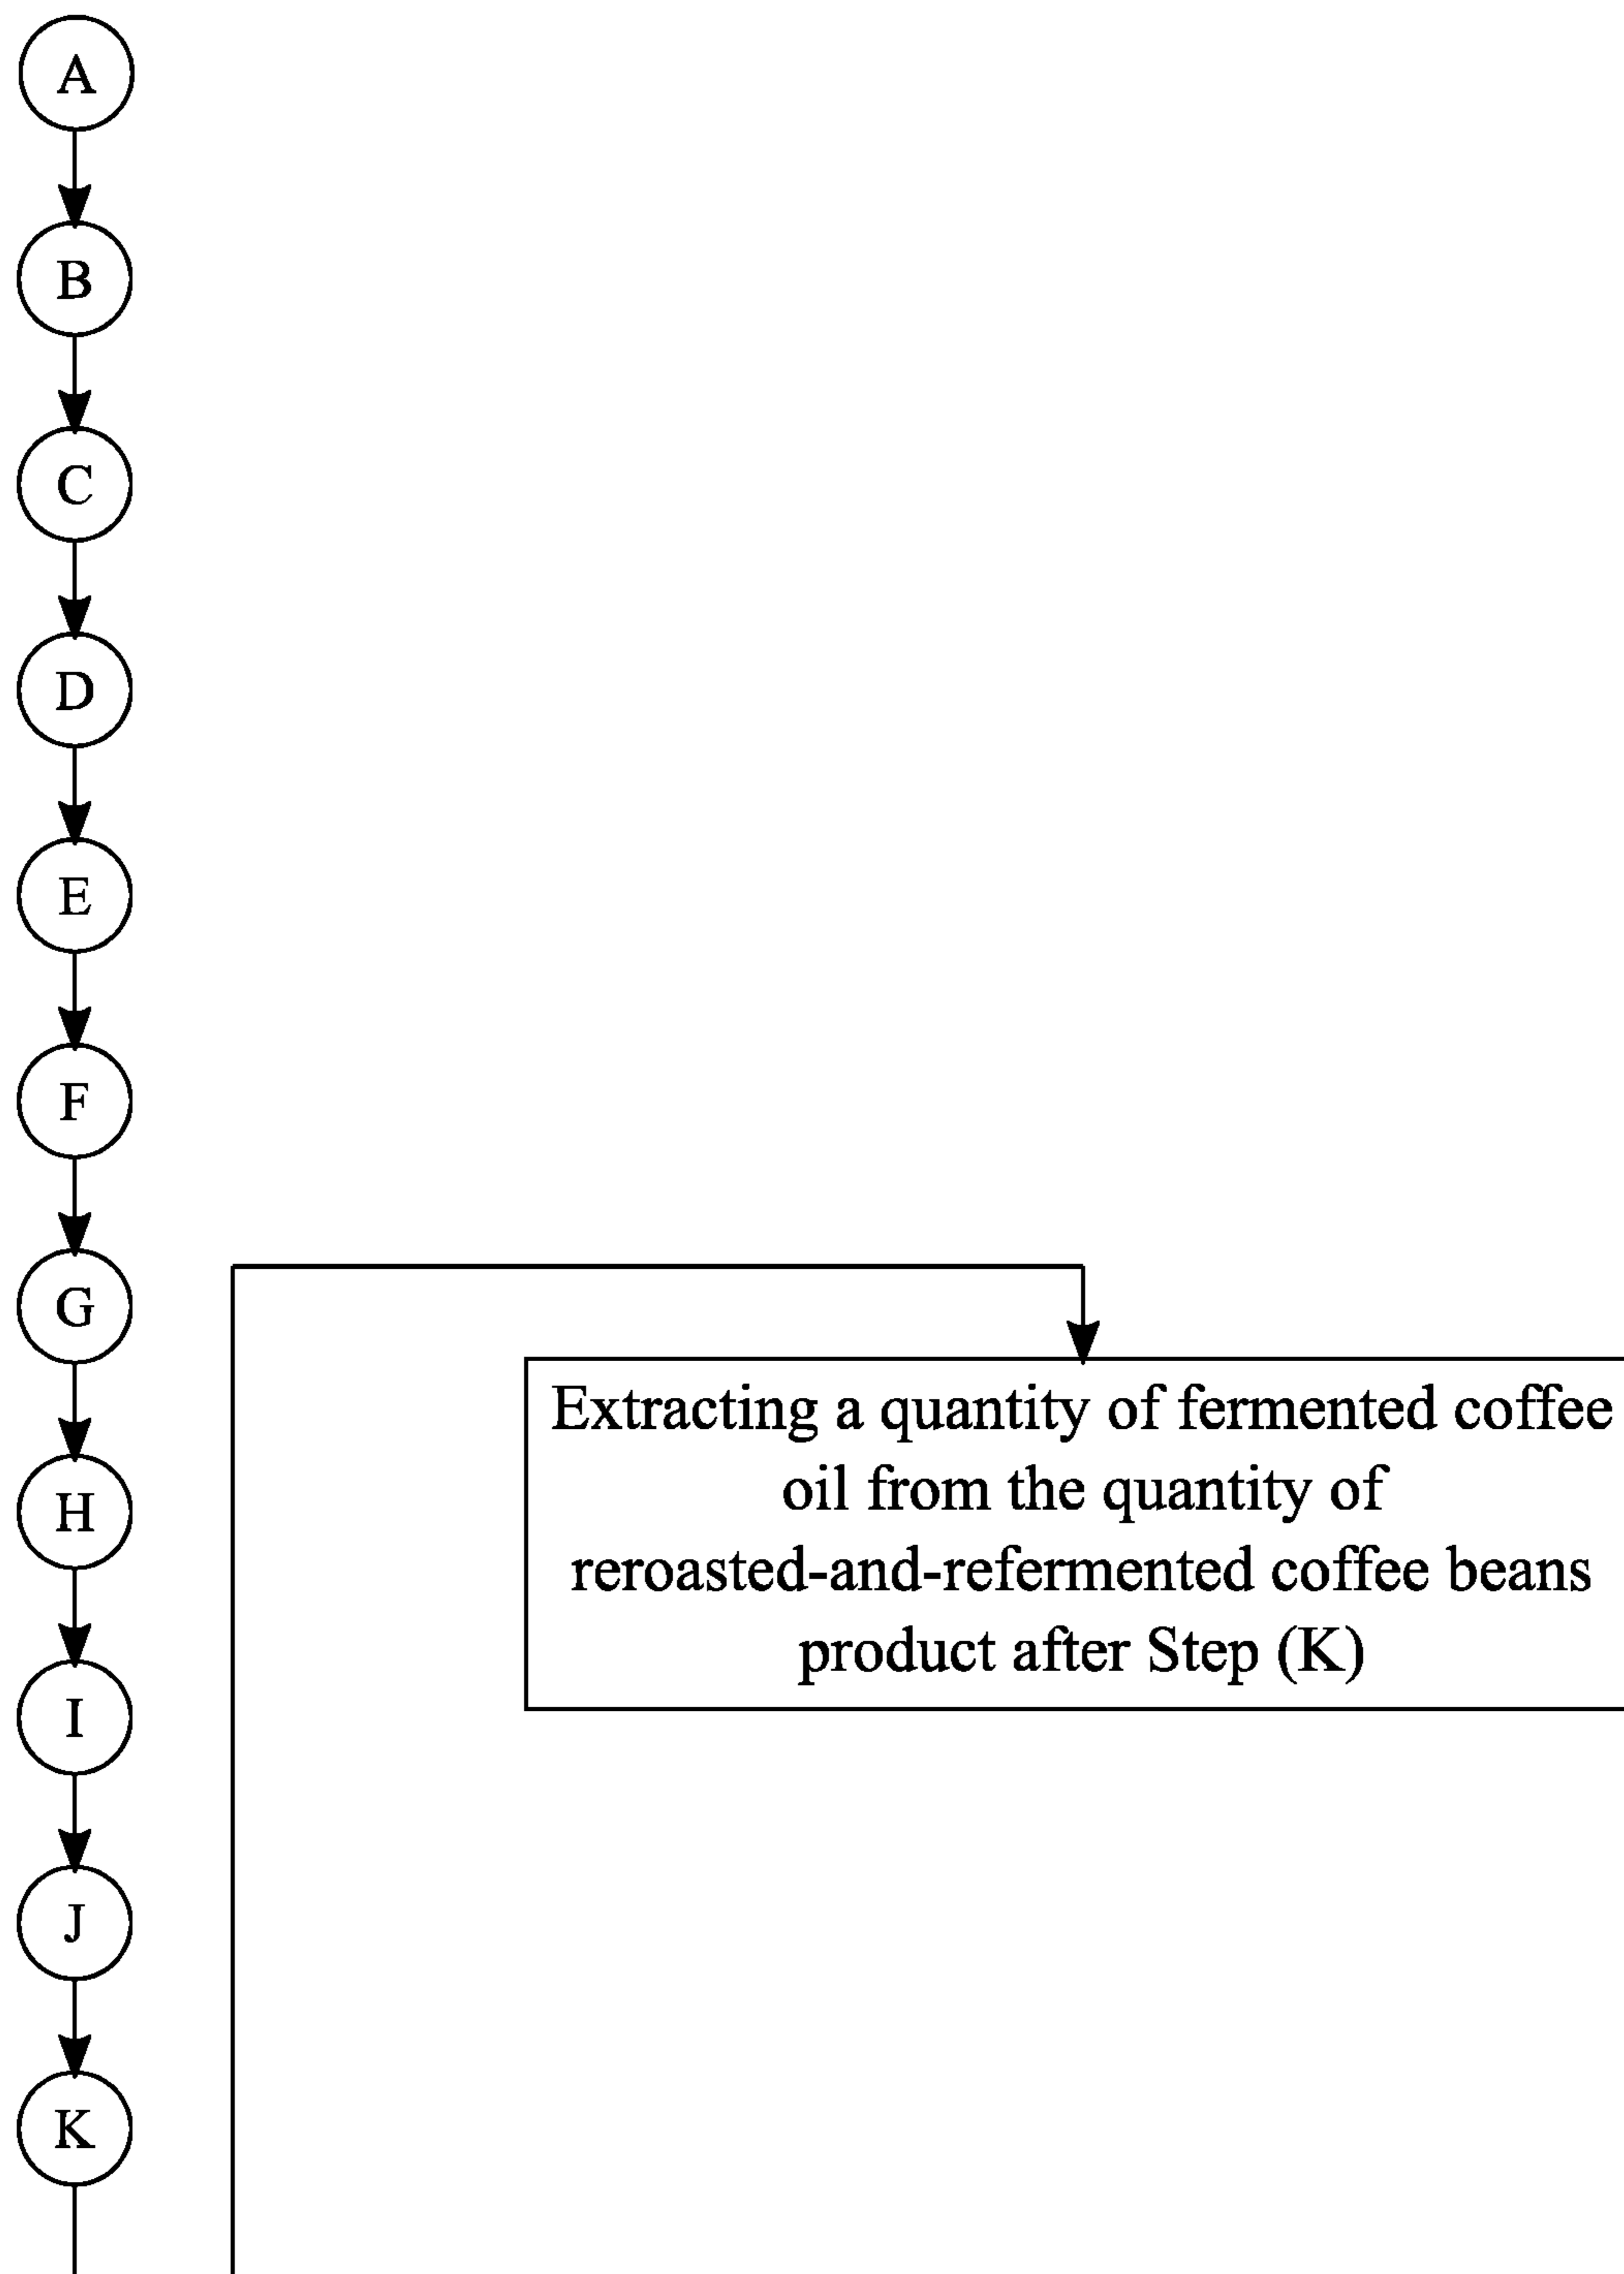 A
B
C
D
E
F
G
H
I
J
K
Extracting a quantity of fermented coffee
oil from the quantity of
reroasted-and-refermented coffee beans
product after Step (K)